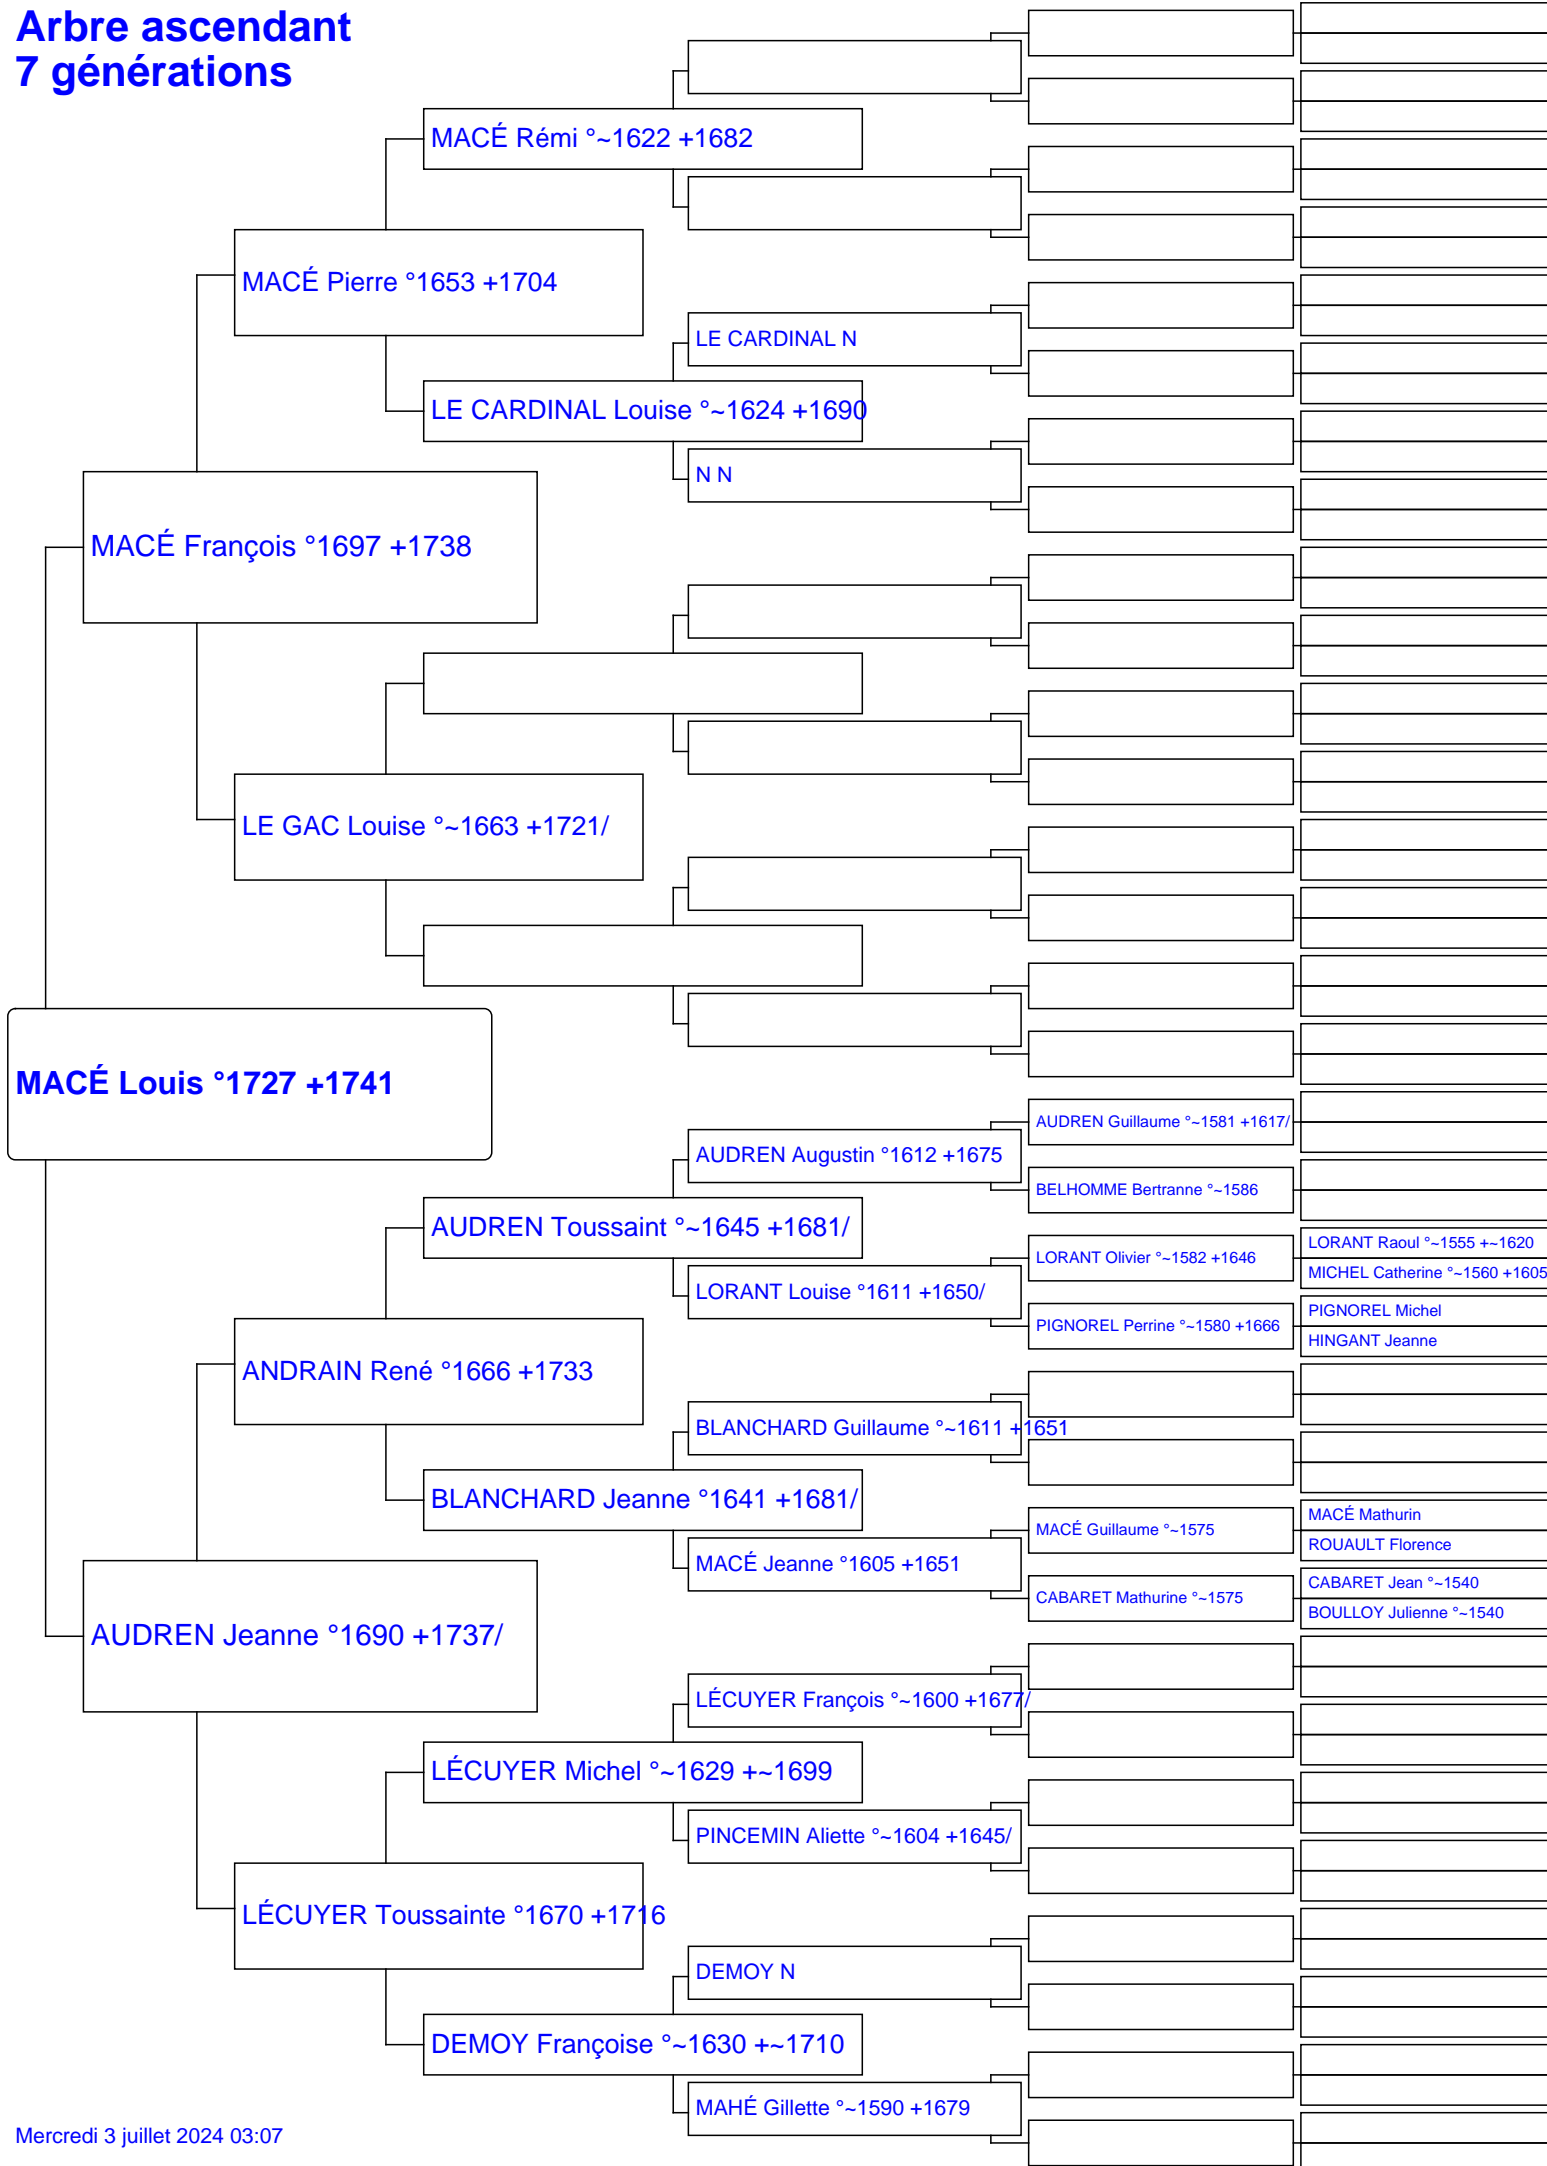 Arbre ascendant
7 générations
MACÉ Rémi °~1622 +1682
MACÉ Pierre °1653 +1704
LE CARDINAL N
LE CARDINAL Louise °~1624 +1690
N N
MACÉ François °1697 +1738
LE GAC Louise °~1663 +1721/
MACÉ Louis °1727 +1741
AUDREN Guillaume °~1581 +1617/
AUDREN Augustin °1612 +1675
BELHOMME Bertranne °~1586
AUDREN Toussaint °~1645 +1681/
LORANT Raoul °~1555 +~1620
LORANT Olivier °~1582 +1646
MICHEL Catherine °~1560 +1605
LORANT Louise °1611 +1650/
PIGNOREL Michel
PIGNOREL Perrine °~1580 +1666
HINGANT Jeanne
ANDRAIN René °1666 +1733
BLANCHARD Guillaume °~1611 +1651
BLANCHARD Jeanne °1641 +1681/
MACÉ Mathurin
MACÉ Guillaume °~1575
ROUAULT Florence
MACÉ Jeanne °1605 +1651
CABARET Jean °~1540
CABARET Mathurine °~1575
BOULLOY Julienne °~1540
AUDREN Jeanne °1690 +1737/
LÉCUYER François °~1600 +1677/
LÉCUYER Michel °~1629 +~1699
PINCEMIN Aliette °~1604 +1645/
LÉCUYER Toussainte °1670 +1716
DEMOY N
DEMOY Françoise °~1630 +~1710
MAHÉ Gillette °~1590 +1679
Mercredi 3 juillet 2024 03:07